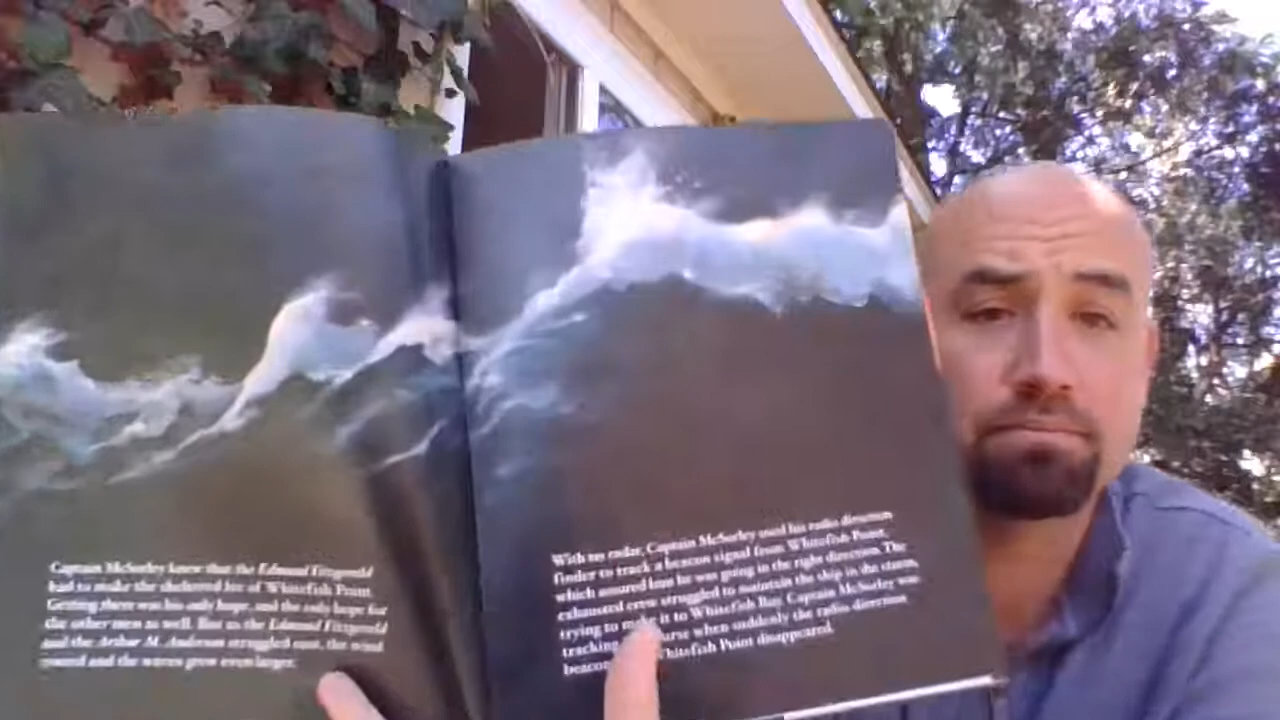 Captain McSorley knew that the Edmund Fitzgerald
had to make the sheltered lee of Whitefish Point.
Getting there was his only hope, and the only hope for
the other men as well. But as the Edmund Fitzgerald
and the Arthur M. Anderson struggled east, the wind
and the waves grew even larger.
With no radar, Captain McSorley used his radio direction
finder to track a beacon signal from Whitefish Point,
which assured him he was going in the right direction. The
exhausted crew struggled to maintain the ship in the storm,
trying to make it to Whitefish Bay. Captain McSorley was
tracking when suddenly the radio direction
beacon Whitefish Point disappeared.